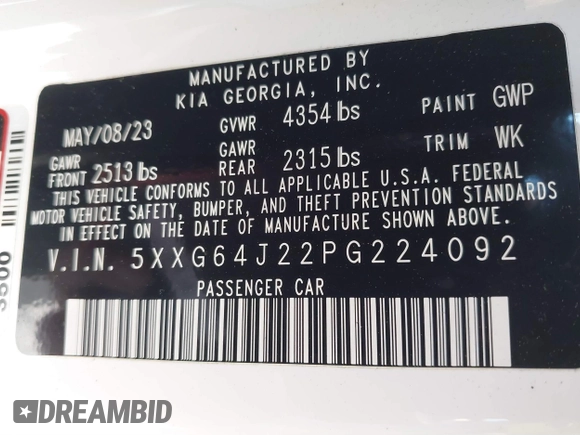 MANUFACTURED BY
KIA GEORGIA, INC.
MAY/08/23 GVWR 4354 lbs PAINT GWP
GAWR FRONT 2513 lbs GAWR REAR 2315 lbs TRIM WK
THIS VEHICLE CONFORMS TO ALL APPLICABLE U.S.A. FEDERAL
MOTOR VEHICLE SAFETY, BUMPER, AND THEFT PREVENTION STANDARDS
IN EFFECT ON THE DATE OF MANUFACTURE SHOWN ABOVE.
V.I.N. 5XXG64J22PG224092
PASSENGER CAR
DREAMBID